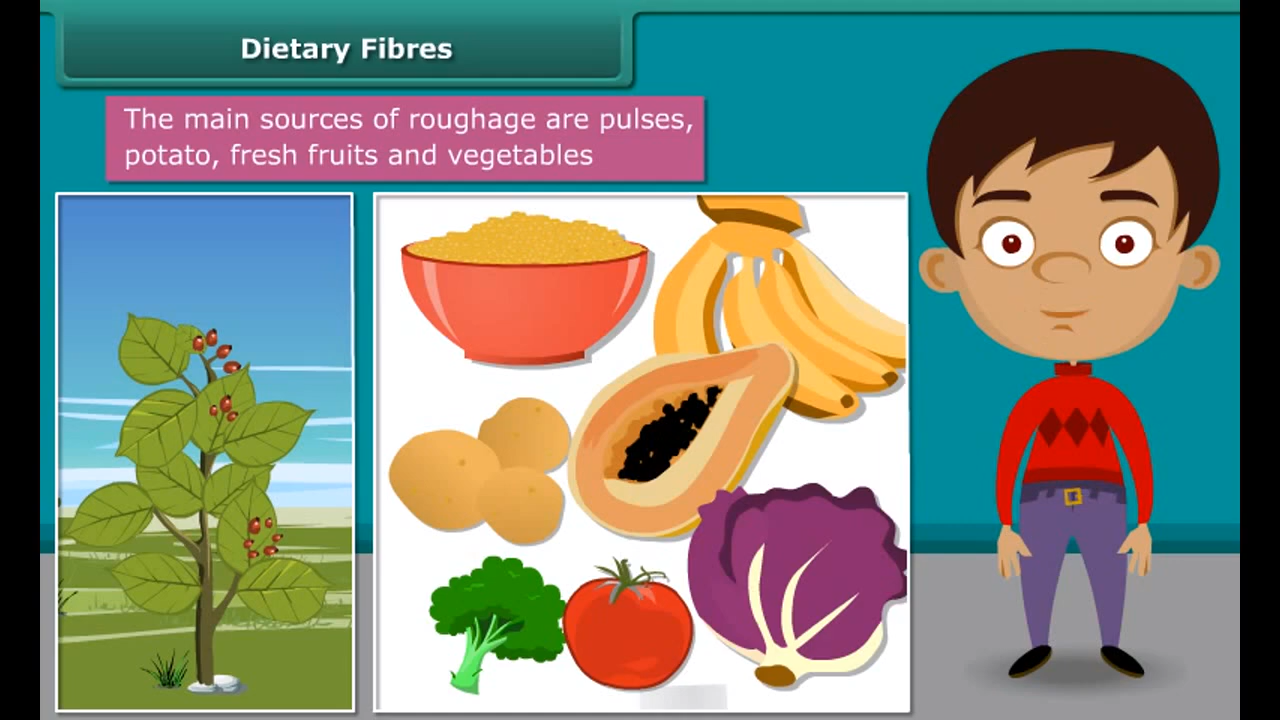 Dietary Fibres
The main sources of roughage are pulses,
potato, fresh fruits and vegetables